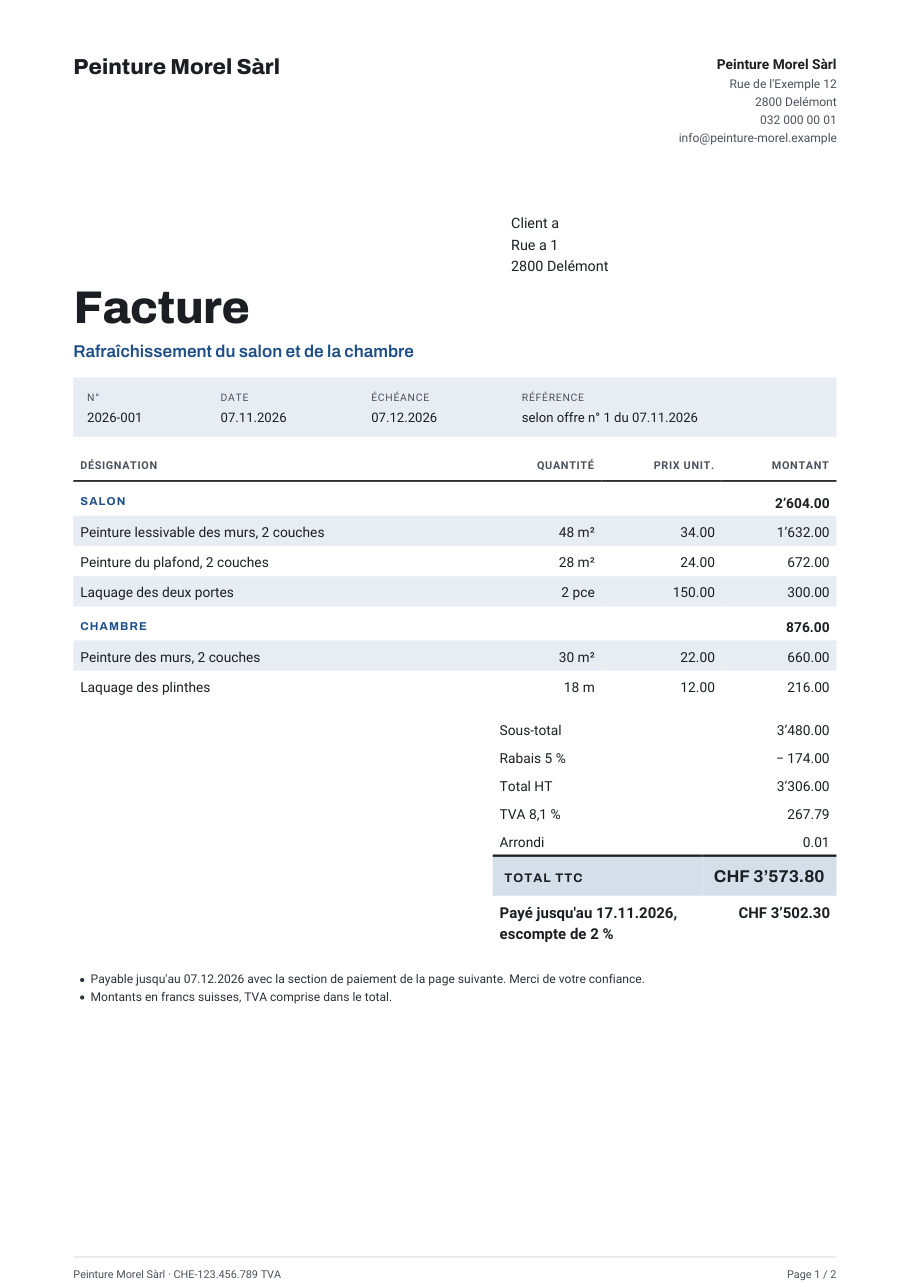 Peinture Morel Sàrl
Peinture Morel Sàrl
Rue de l'Exemple 12
2800 Delémont
032 000 00 01
info@peinture-morel.example
Client a
Rue a 1
2800 Delémont
Facture
Rafraîchissement du salon et de la chambre
N° DATE ÉCHÉANCE RÉFÉRENCE
2026-001 07.11.2026 07.12.2026 selon offre n° 1 du 07.11.2026
DÉSIGNATION QUANTITÉ PRIX UNIT. MONTANT
SALON 2’604.00
Peinture lessivable des murs, 2 couches 48 m² 34.00 1’632.00
Peinture du plafond, 2 couches 28 m² 24.00 672.00
Laquage des deux portes 2 pce 150.00 300.00
CHAMBRE 876.00
Peinture des murs, 2 couches 30 m² 22.00 660.00
Laquage des plinthes 18 m 12.00 216.00
Sous-total 3’480.00
Rabais 5 % − 174.00
Total HT 3’306.00
TVA 8,1 % 267.79
Arrondi 0.01
TOTAL TTC CHF 3’573.80
Payé jusqu'au 17.11.2026, CHF 3’502.30
escompte de 2 %
• Payable jusqu'au 07.12.2026 avec la section de paiement de la page suivante. Merci de votre confiance.
• Montants en francs suisses, TVA comprise dans le total.
Peinture Morel Sàrl · CHE-123.456.789 TVA Page 1 / 2